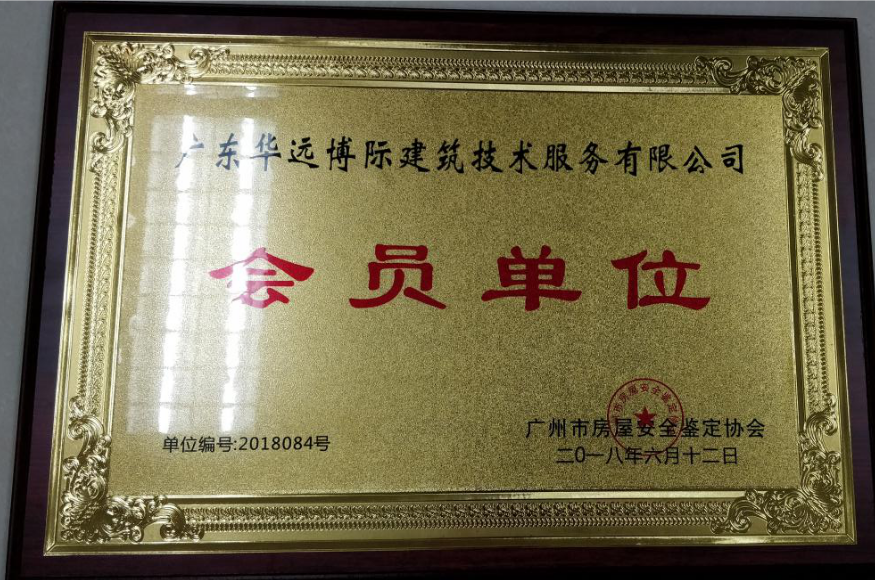 广东华远博际建筑技术服务有限公司
会员单位
单位编号:2018084号
广州市房屋安全鉴定协会
二0一八年六月十二日